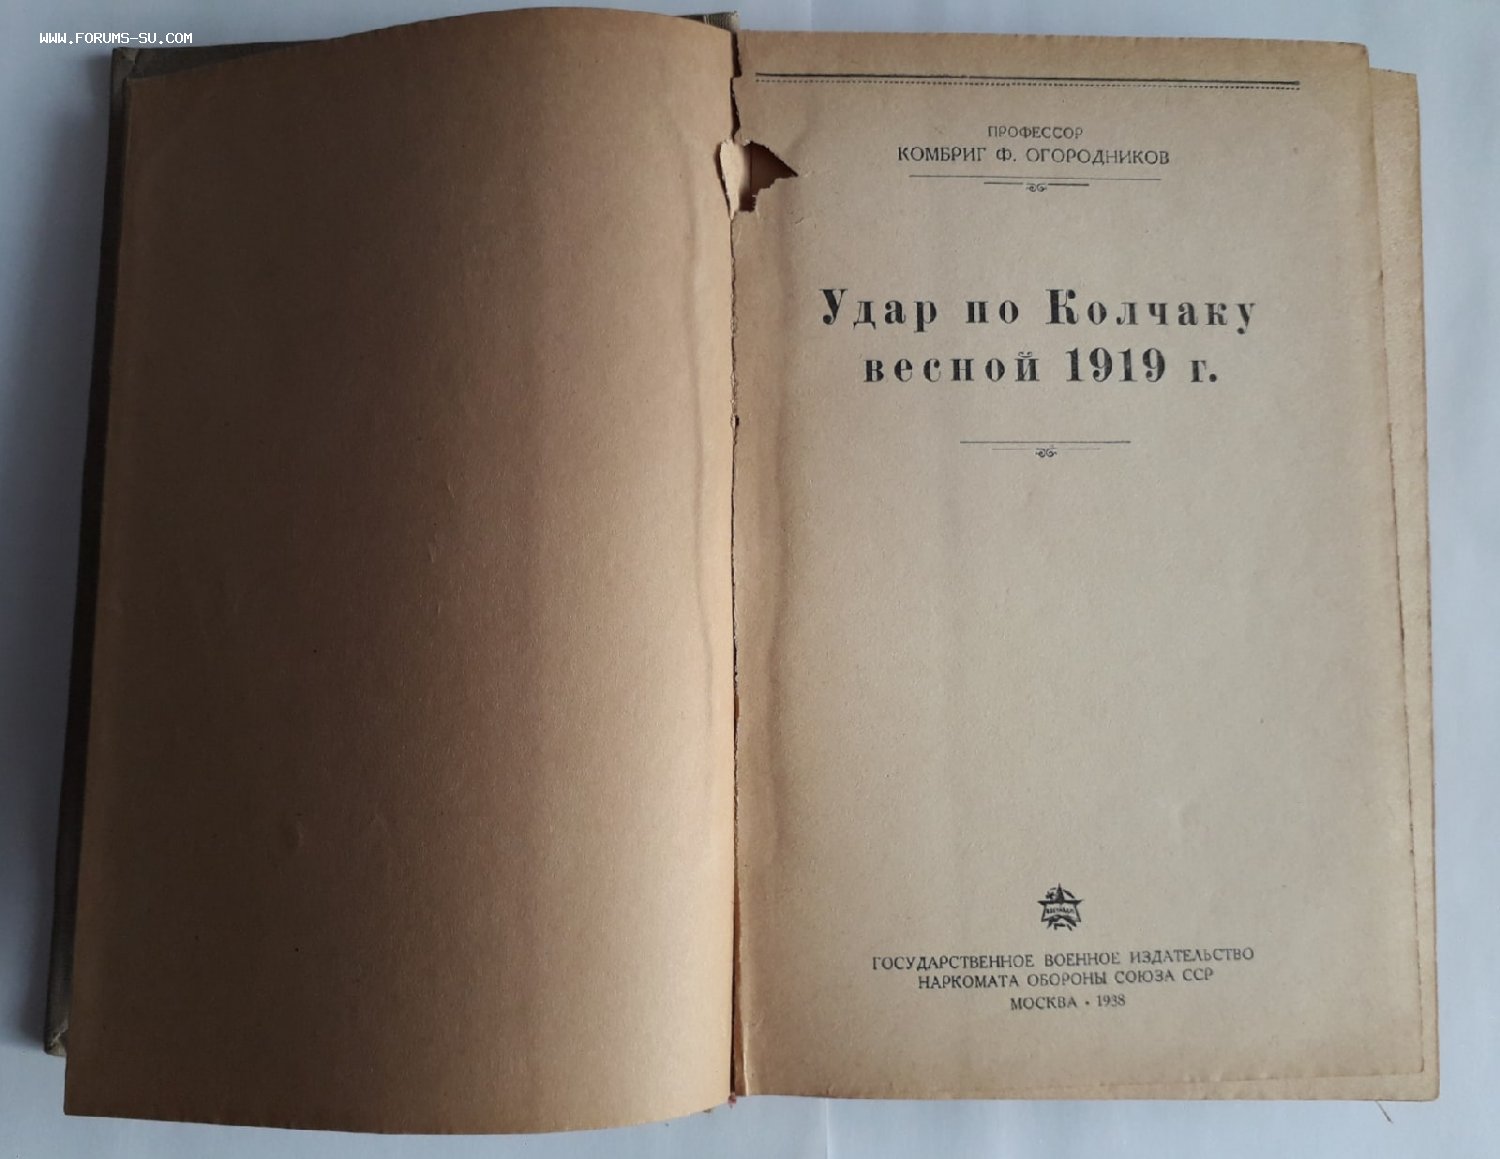 WWW.FORUMS-SU.COM
ПРОФЕССОР
КОМБРИГ Ф. ОГОРОДНИКОВ
Удар по Колчаку
весной 1919 г.
ГОСУДАРСТВЕННОЕ ВОЕННОЕ ИЗДАТЕЛЬСТВО
НАРКОМАТА ОБОРОНЫ СОЮЗА ССР
МОСКВА • 1938